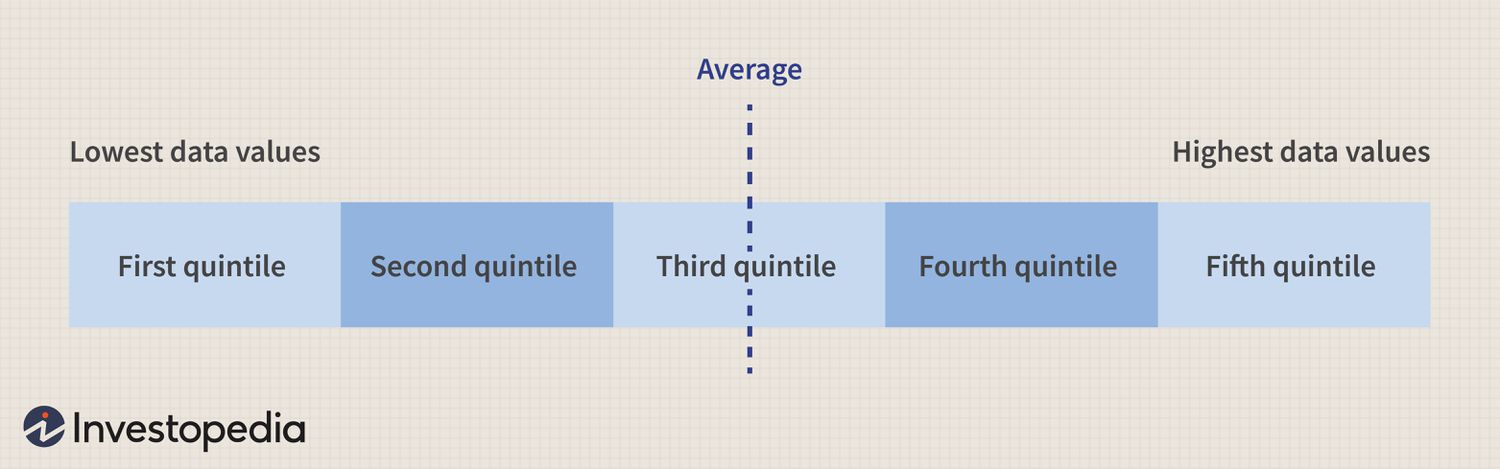 Average
Lowest data values
Highest data values
First quintile
Second quintile
Third quintile
Fourth quintile
Fifth quintile
Investopedia